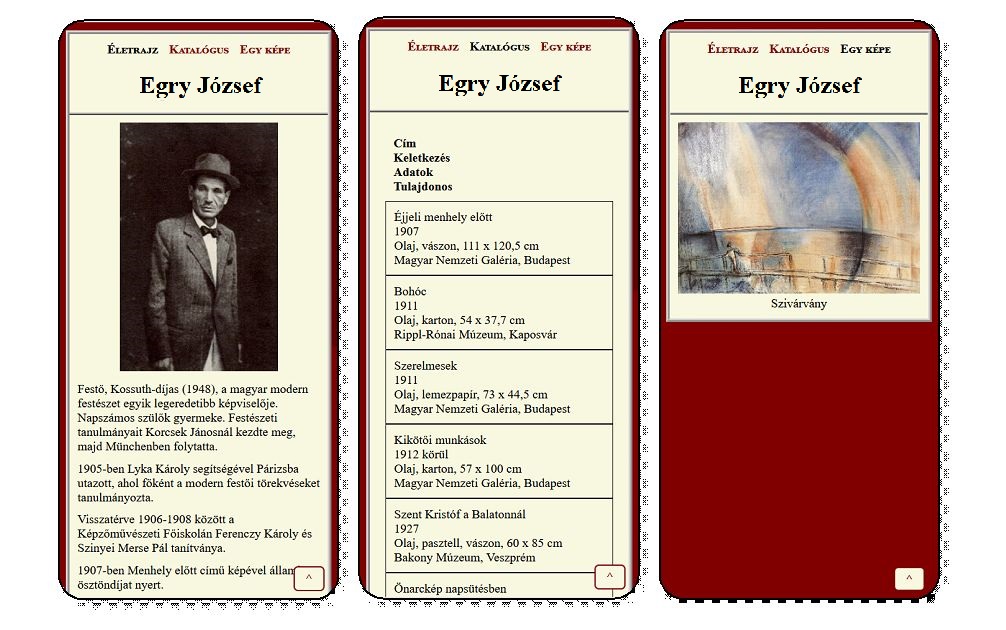 Életrajz Katalógus Egy képe
Egry József
Festő, Kossuth-díjas (1948), a magyar modern
festészet egyik legeredetibb képviselője.
Napszámos szülők gyermeke. Festészeti
tanulmányait Korcsek Jánosnál kezdte meg,
majd Münchenben folytatta.
1905-ben Lyka Károly segítségével Párizsba
utazott, ahol főként a modern festői törekvéseket
tanulmányozta.
Visszatérve 1906-1908 között a
Képzőművészeti Főiskolán Ferenczy Károly és
Szinyei Merse Pál tanítványa.
1907-ben Menhely előtt című képével
ösztöndíjat nyert.
^
Életrajz Katalógus Egy képe
Egry József
Cím
Keletkezés
Adatok
Tulajdonos
Éjjeli menhely előtt
1907
Olaj, vászon, 111 x 120,5 cm
Magyar Nemzeti Galéria, Budapest
Bohóc
1911
Olaj, karton, 54 x 37,7 cm
Rippl-Rónai Múzeum, Kaposvár
Szerelmesek
1911
Olaj, lemezpapír, 73 x 44,5 cm
Magyar Nemzeti Galéria, Budapest
Kikötői munkások
1912 körül
Olaj, karton, 57 x 100 cm
Magyar Nemzeti Galéria, Budapest
Szent Kristóf a Balatonnál
1927
Olaj, pasztell, vászon, 60 x 85 cm
Bakony Múzeum, Veszprém
Önarckép napsütésben
^
Életrajz Katalógus Egy képe
Egry József
Szivárvány
^